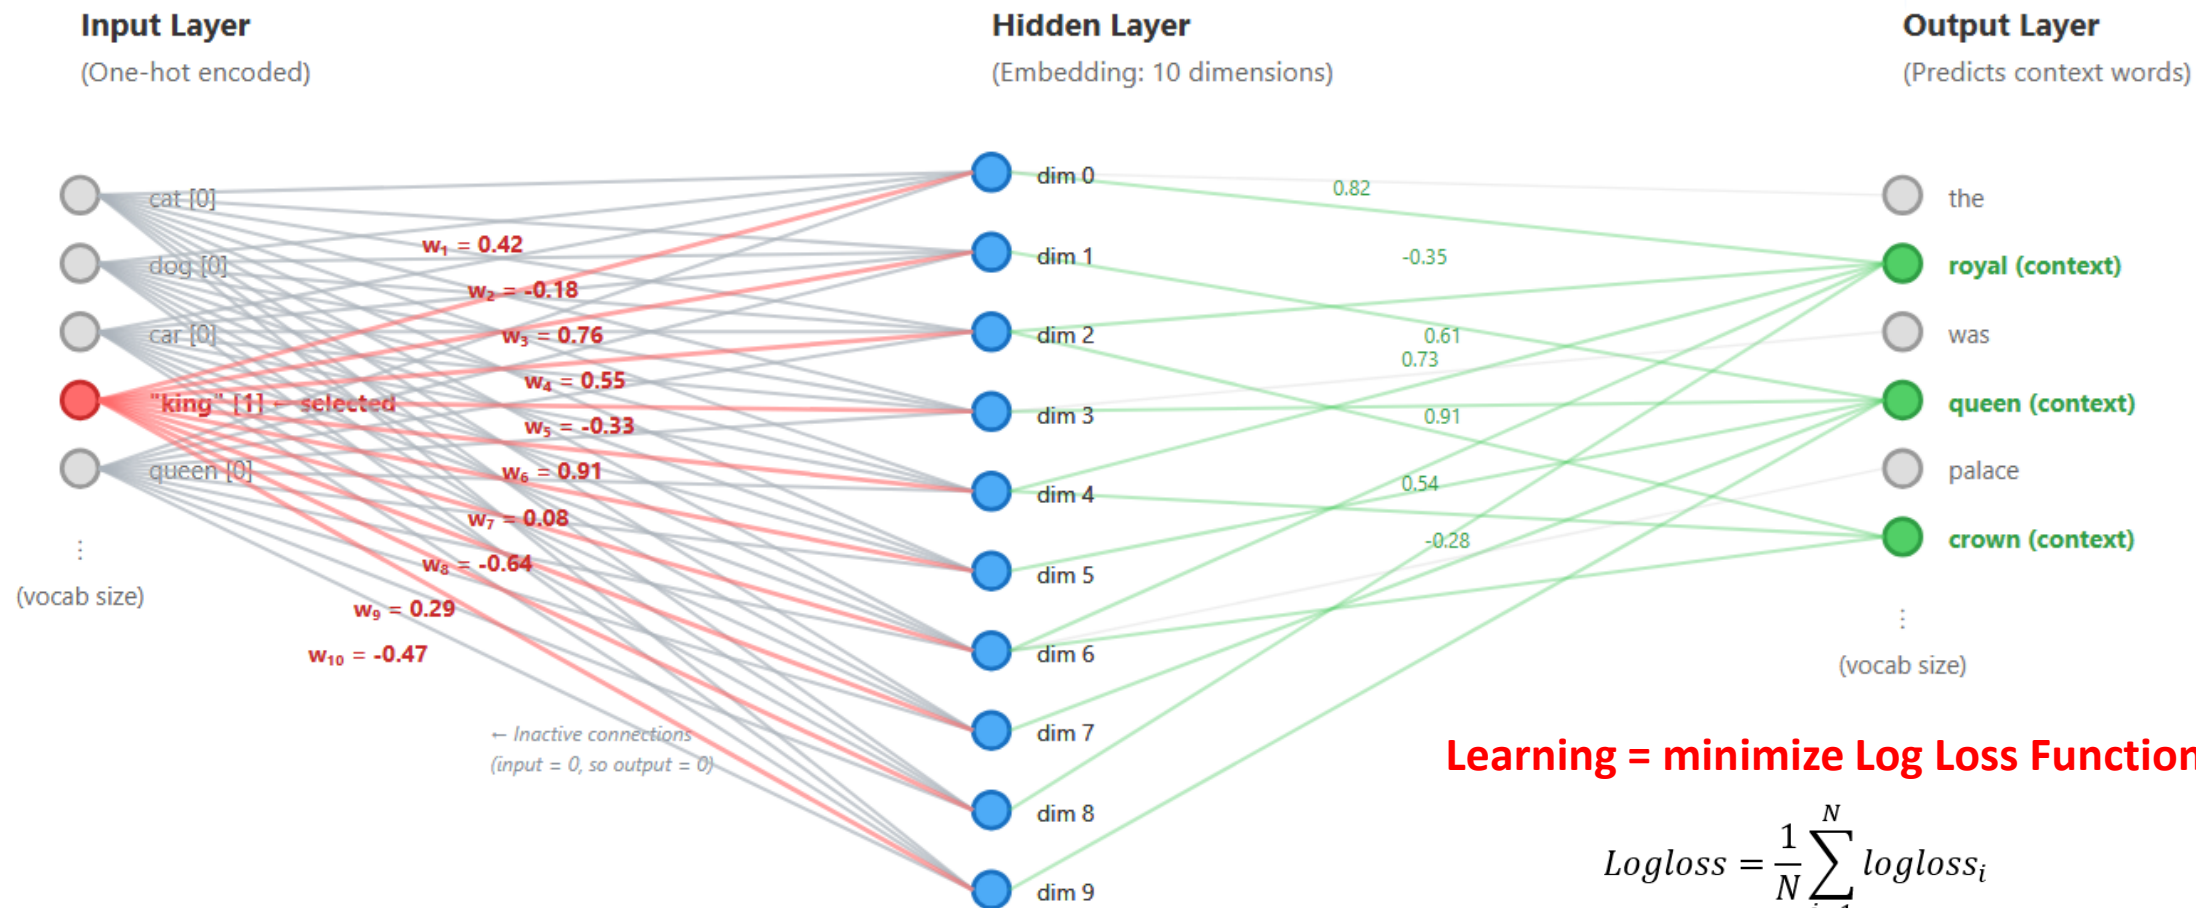 Input Layer
(One-hot encoded)
Hidden Layer
(Embedding: 10 dimensions)
Output Layer
(Predicts context words)
cat [0]
dog [0]
car [0]
"king" [1] ← selected
queen [0]
⋮
(vocab size)
w₁ = 0.42
w₂ = -0.18
w₃ = 0.76
w₄ = 0.55
w₅ = -0.33
w₆ = 0.91
w₇ = 0.08
w₈ = -0.64
w₉ = 0.29
w₁₀ = -0.47
← Inactive connections
(input = 0, so output = 0)
dim 0
dim 1
dim 2
dim 3
dim 4
dim 5
dim 6
dim 7
dim 8
dim 9
0.82
-0.35
0.61
0.73
0.91
0.54
-0.28
the
royal (context)
was
queen (context)
palace
crown (context)
⋮
(vocab size)
Learning = minimize Log Loss Function
Logloss = 1/N ∑ N logloss_i